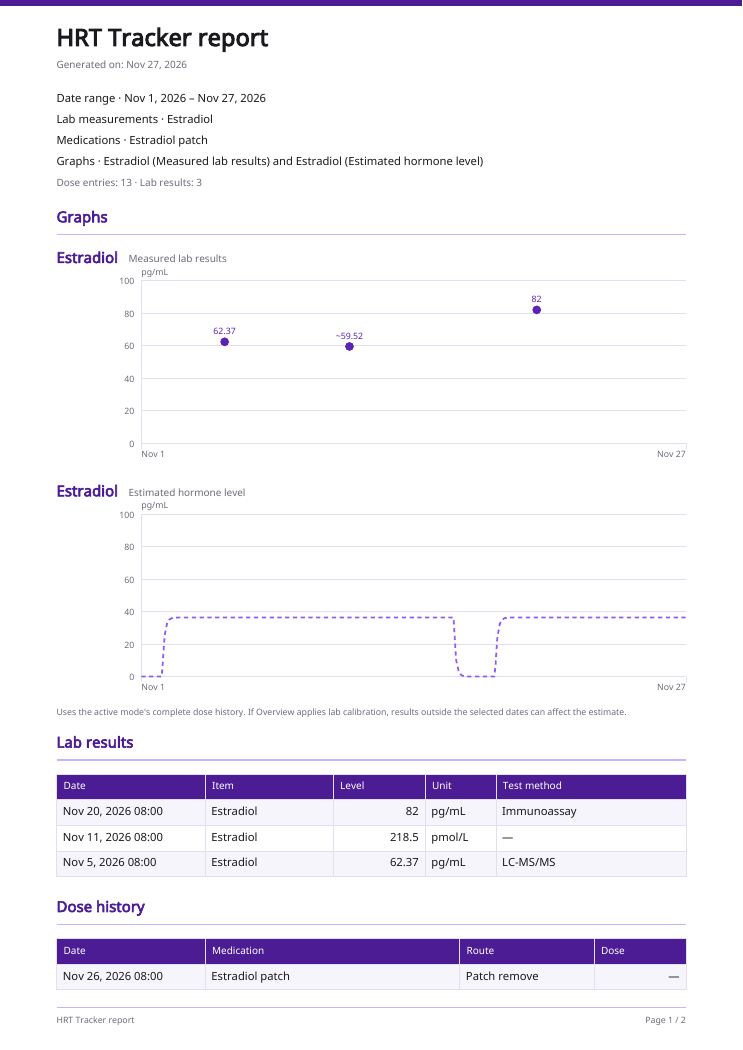 HRT Tracker report
Generated on: Nov 27, 2026
Date range · Nov 1, 2026 – Nov 27, 2026
Lab measurements · Estradiol
Medications · Estradiol patch
Graphs · Estradiol (Measured lab results) and Estradiol (Estimated hormone level)
Dose entries: 13 · Lab results: 3
Graphs
Estradiol Measured lab results
pg/mL
100
82
80
62.37
~59.52
60
40
20
0
Nov 1 Nov 27
Estradiol Estimated hormone level
pg/mL
100
80
60
40
20
0
Nov 1 Nov 27
Uses the active mode's complete dose history. If Overview applies lab calibration, results outside the selected dates can affect the estimate.
Lab results
Date Item Level Unit Test method
Nov 20, 2026 08:00 Estradiol 82 pg/mL Immunoassay
Nov 11, 2026 08:00 Estradiol 218.5 pmol/L —
Nov 5, 2026 08:00 Estradiol 62.37 pg/mL LC-MS/MS
Dose history
Date Medication Route Dose
Nov 26, 2026 08:00 Estradiol patch Patch remove —
HRT Tracker report Page 1 / 2